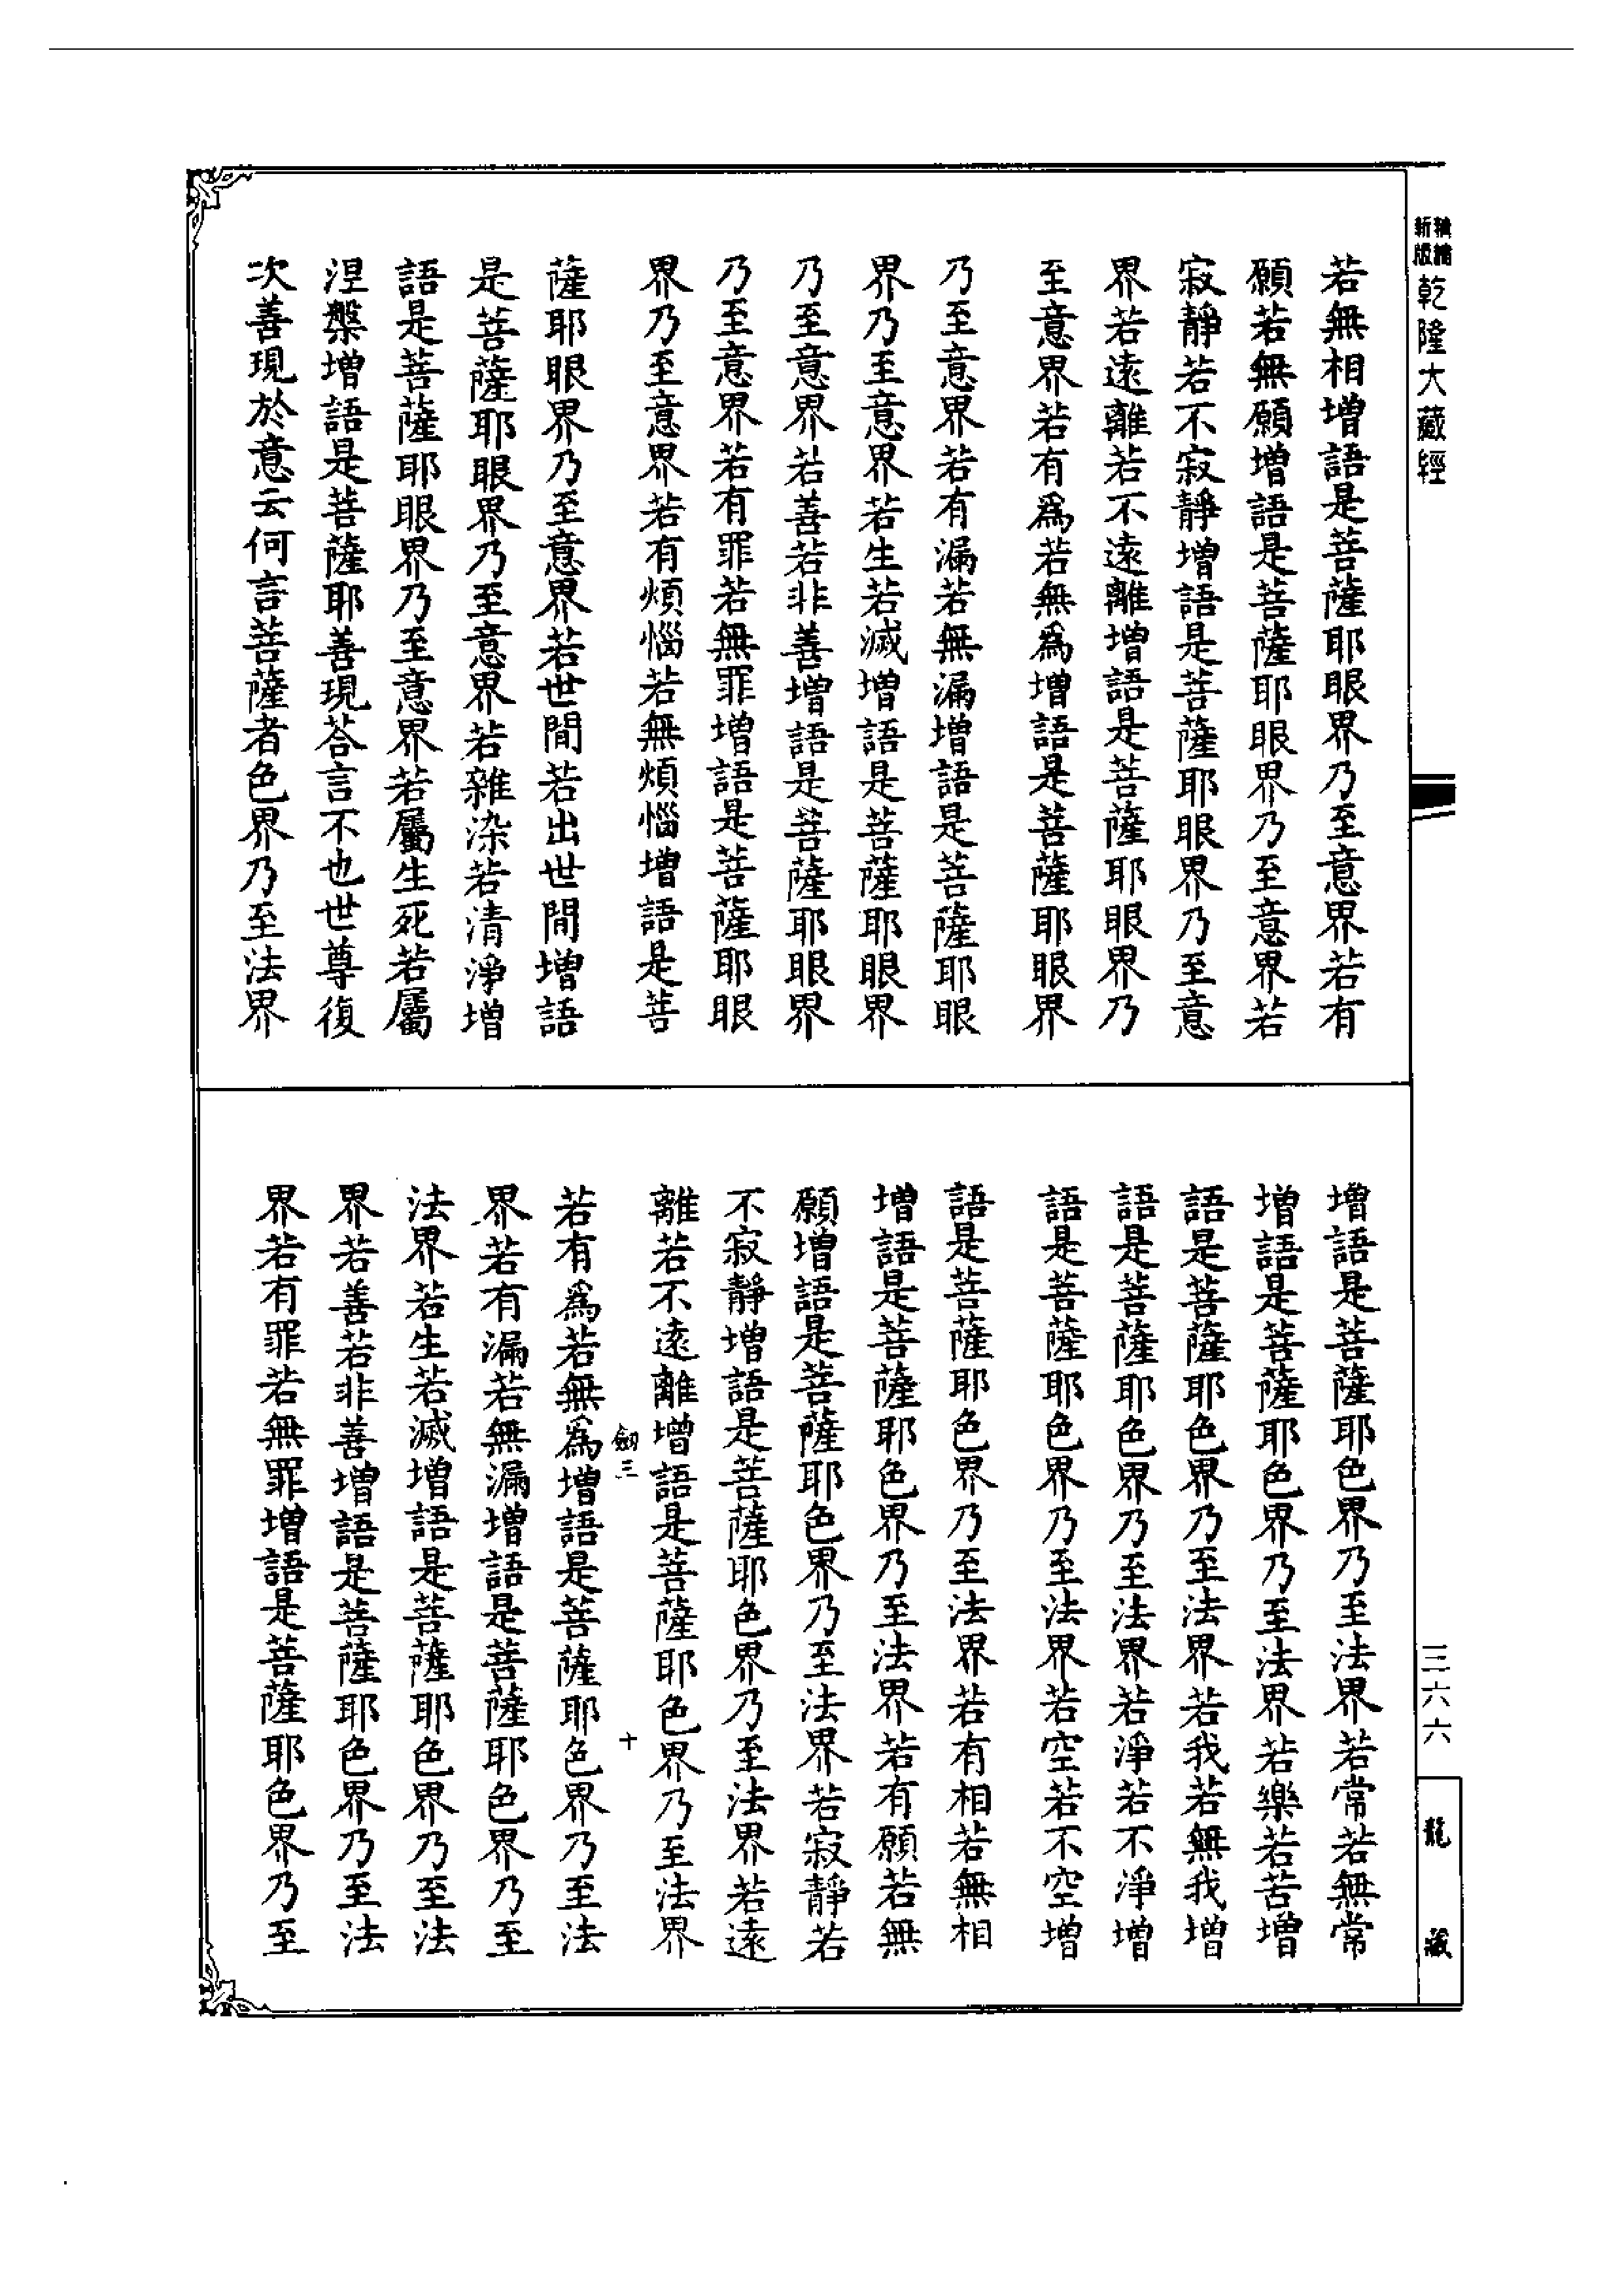 新版精補乾隆大藏經
若無相增語是菩薩耶眼界乃至意界若有
願若無願增語是菩薩耶眼界乃至意界若
寂靜若不寂靜增語是菩薩耶眼界乃至意
界若遠離若不遠離增語是菩薩耶眼界乃
至意界若有爲若無爲增語是菩薩耶眼界
乃至意界若有漏若無漏增語是菩薩耶眼
界乃至意界若生若滅增語是菩薩耶眼界
乃至意界若善若非善增語是菩薩耶眼界
乃至意界若有罪若無罪增語是菩薩耶眼
界乃至意界若有煩惱若無煩惱增語是菩
薩耶眼界乃至意界若世間若出世間增語
是菩薩耶眼界乃至意界若雜染若清淨增
語是菩薩耶眼界乃至意界若屬生死若屬
涅槃增語是菩薩耶善現荅言不也世尊復
次善現於意云何言菩薩者色界乃至法界
增語是菩薩耶色界乃至法界若常若無常
增語是菩薩耶色界乃至法界若樂若苦增
語是菩薩耶色界乃至法界若我若無我增
語是菩薩耶色界乃至法界若淨若不淨增
語是菩薩耶色界乃至法界若空若不空增
語是菩薩耶色界乃至法界若有相若無相
增語是菩薩耶色界乃至法界若有願若無
願增語是菩薩耶色界乃至法界若寂靜若
不寂靜增語是菩薩耶色界乃至法界若遠
離若不遠離增語是菩薩耶色界乃至法界
劒三 十
若有爲若無爲增語是菩薩耶色界乃至法
界若有漏若無漏增語是菩薩耶色界乃至
法界若生若滅增語是菩薩耶色界乃至法
界若善若非善增語是菩薩耶色界乃至法
界若有罪若無罪增語是菩薩耶色界乃至
三六六
龍藏